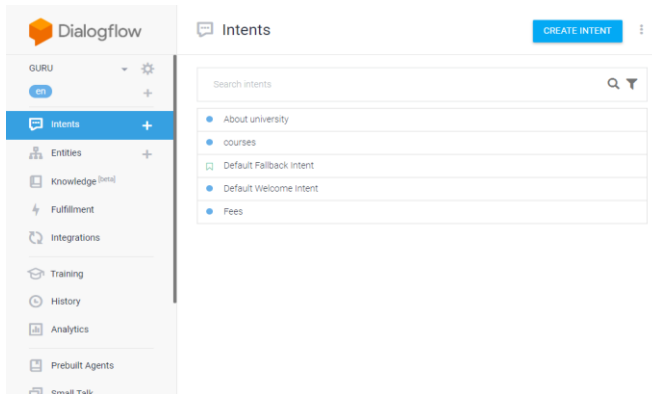 Dialogflow
GURU
en
Intents
Entities
Knowledge [beta]
Fulfillment
Integrations
Training
History
Analytics
Prebuilt Agents
Small Talk
Intents
CREATE INTENT
Search intents
About university
courses
Default Fallback Intent
Default Welcome Intent
Fees